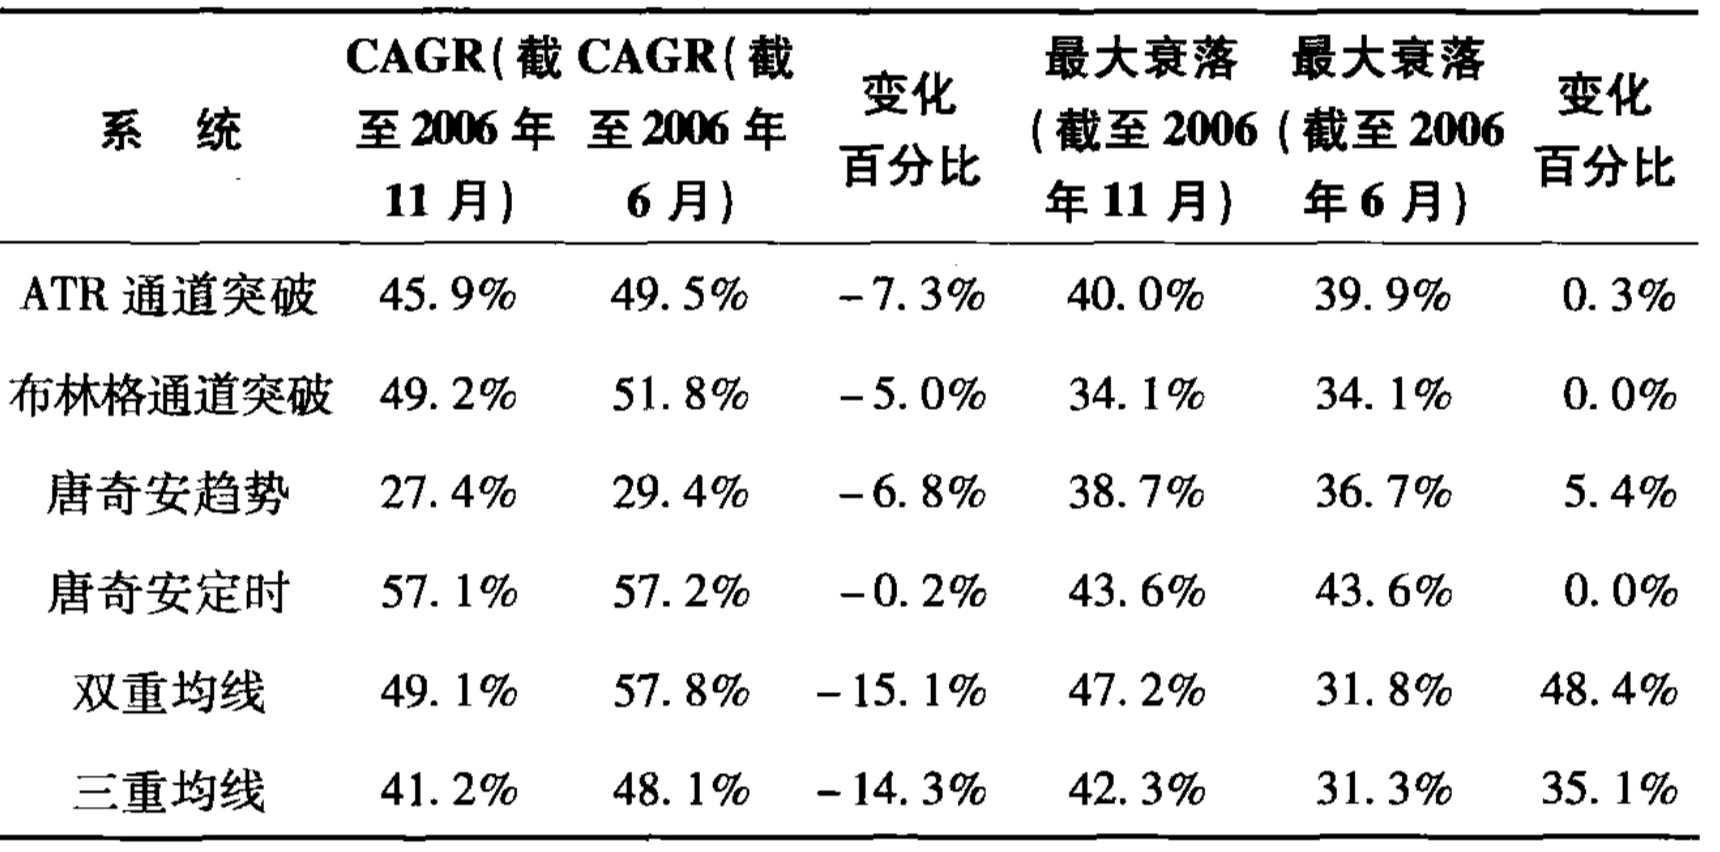 系 统 CAGR(截至2006年11月) CAGR(截至2006年6月) 变化百分比 最大衰落(截至2006年11月) 最大衰落(截至2006年6月) 变化百分比
ATR 通道突破 45.9% 49.5% -7.3% 40.0% 39.9% 0.3%
布林格通道突破 49.2% 51.8% -5.0% 34.1% 34.1% 0.0%
唐奇安趋势 27.4% 29.4% -6.8% 38.7% 36.7% 5.4%
唐奇安定时 57.1% 57.2% -0.2% 43.6% 43.6% 0.0%
双重均线 49.1% 57.8% -15.1% 47.2% 31.8% 48.4%
三重均线 41.2% 48.1% -14.3% 42.3% 31.3% 35.1%